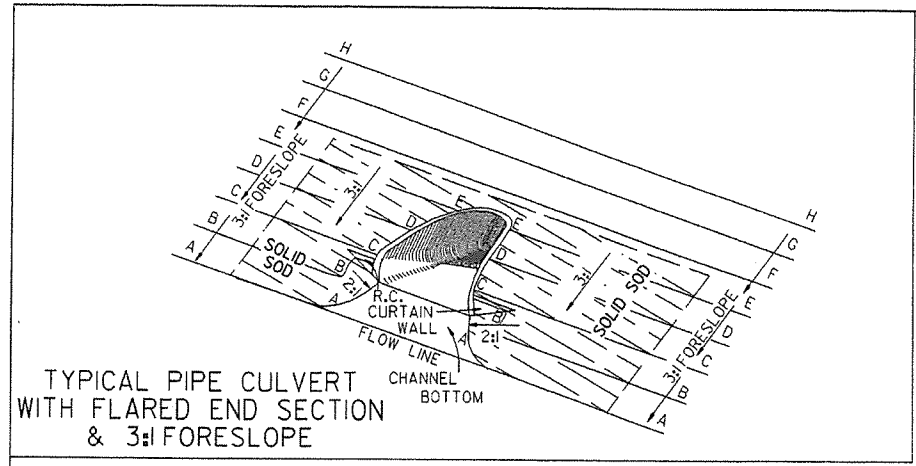 H
G
F
E
D
C
B
A
3:1 FORESLOPE
3:1
SOLID
SOD
E
E
D
D
C
C
B
B
A
A
2:1
2:1
R.C.
CURTAIN
WALL
FLOW LINE
CHANNEL
BOTTOM
3:1
SOLID SOD
3:1 FORESLOPE
H
G
F
E
D
C
B
A
TYPICAL PIPE CULVERT
WITH FLARED END SECTION
& 3:1 FORESLOPE